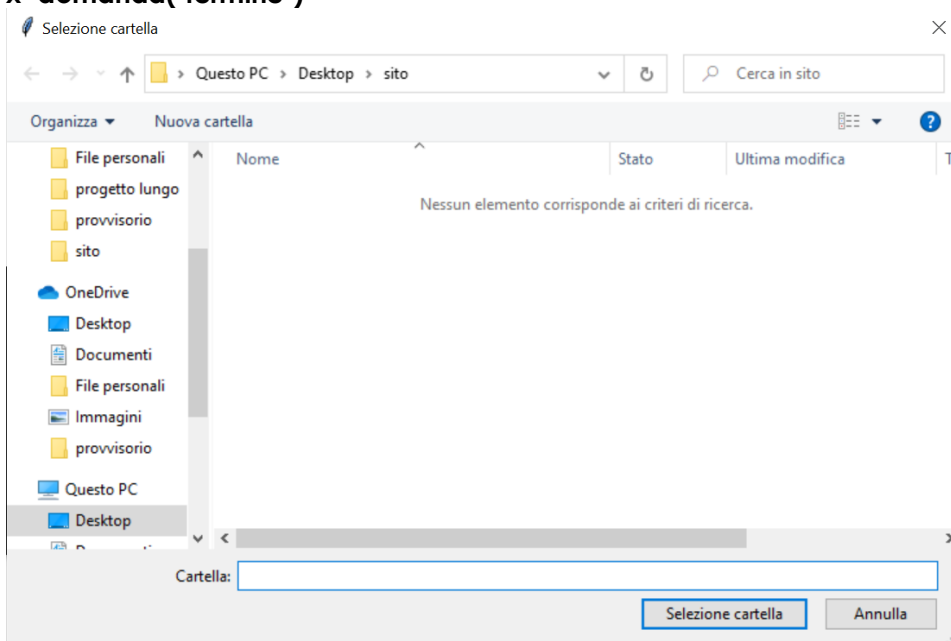 x domanda("Termine")
Selezione cartella
Questo PC > Desktop > sito
Cerca in sito
Organizza
Nuova cartella
File personali
progetto lungo
provvisorio
sito
OneDrive
Desktop
Documenti
File personali
Immagini
provvisorio
Questo PC
Desktop
Nome
Stato
Ultima modifica
Nessun elemento corrisponde ai criteri di ricerca.
Cartella:
Selezione cartella
Annulla